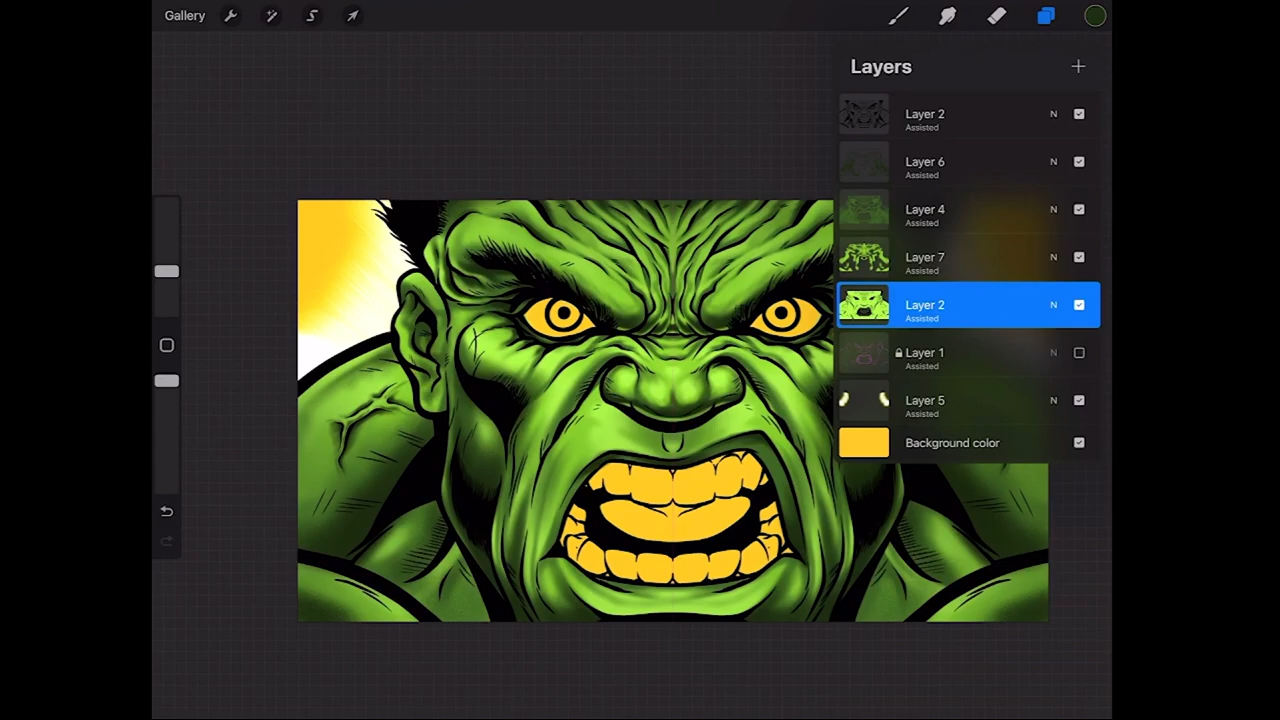 Gallery
Layers
Layer 2 N
Assisted
Layer 6 N
Assisted
Layer 4 N
Assisted
Layer 7 N
Assisted
Layer 2 N
Assisted
Layer 1 N
Assisted
Layer 5 N
Assisted
Background color